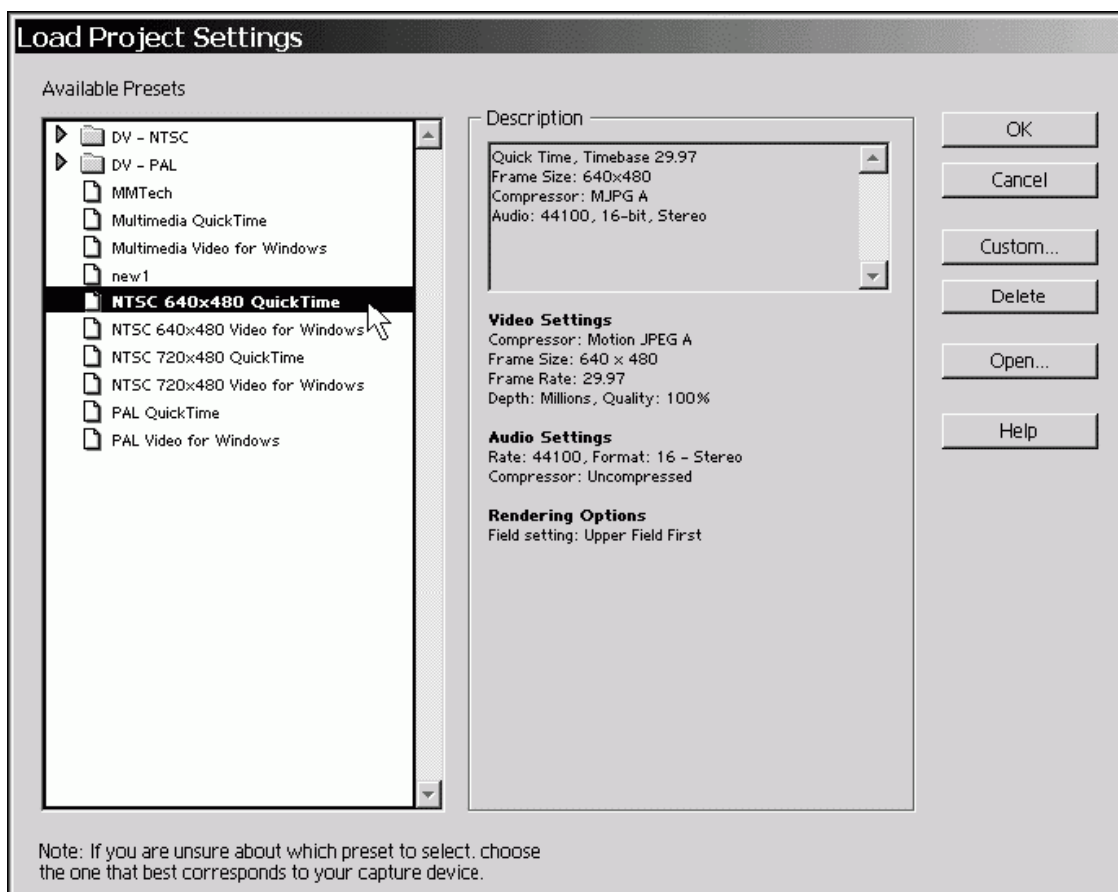 Load Project Settings
Available Presets
DV - NTSC
DV - PAL
MMTech
Multimedia QuickTime
Multimedia Video for Windows
new1
NTSC 640x480 QuickTime
NTSC 640x480 Video for Windows
NTSC 720x480 QuickTime
NTSC 720x480 Video for Windows
PAL QuickTime
PAL Video for Windows
Description
Quick Time, Timebase 29.97
Frame Size: 640x480
Compressor: MJPG A
Audio: 44100, 16-bit, Stereo
Video Settings
Compressor: Motion JPEG A
Frame Size: 640 x 480
Frame Rate: 29.97
Depth: Millions, Quality: 100%
Audio Settings
Rate: 44100, Format: 16 - Stereo
Compressor: Uncompressed
Rendering Options
Field setting: Upper Field First
OK
Cancel
Custom...
Delete
Open...
Help
Note: If you are unsure about which preset to select. choose
the one that best corresponds to your capture device.